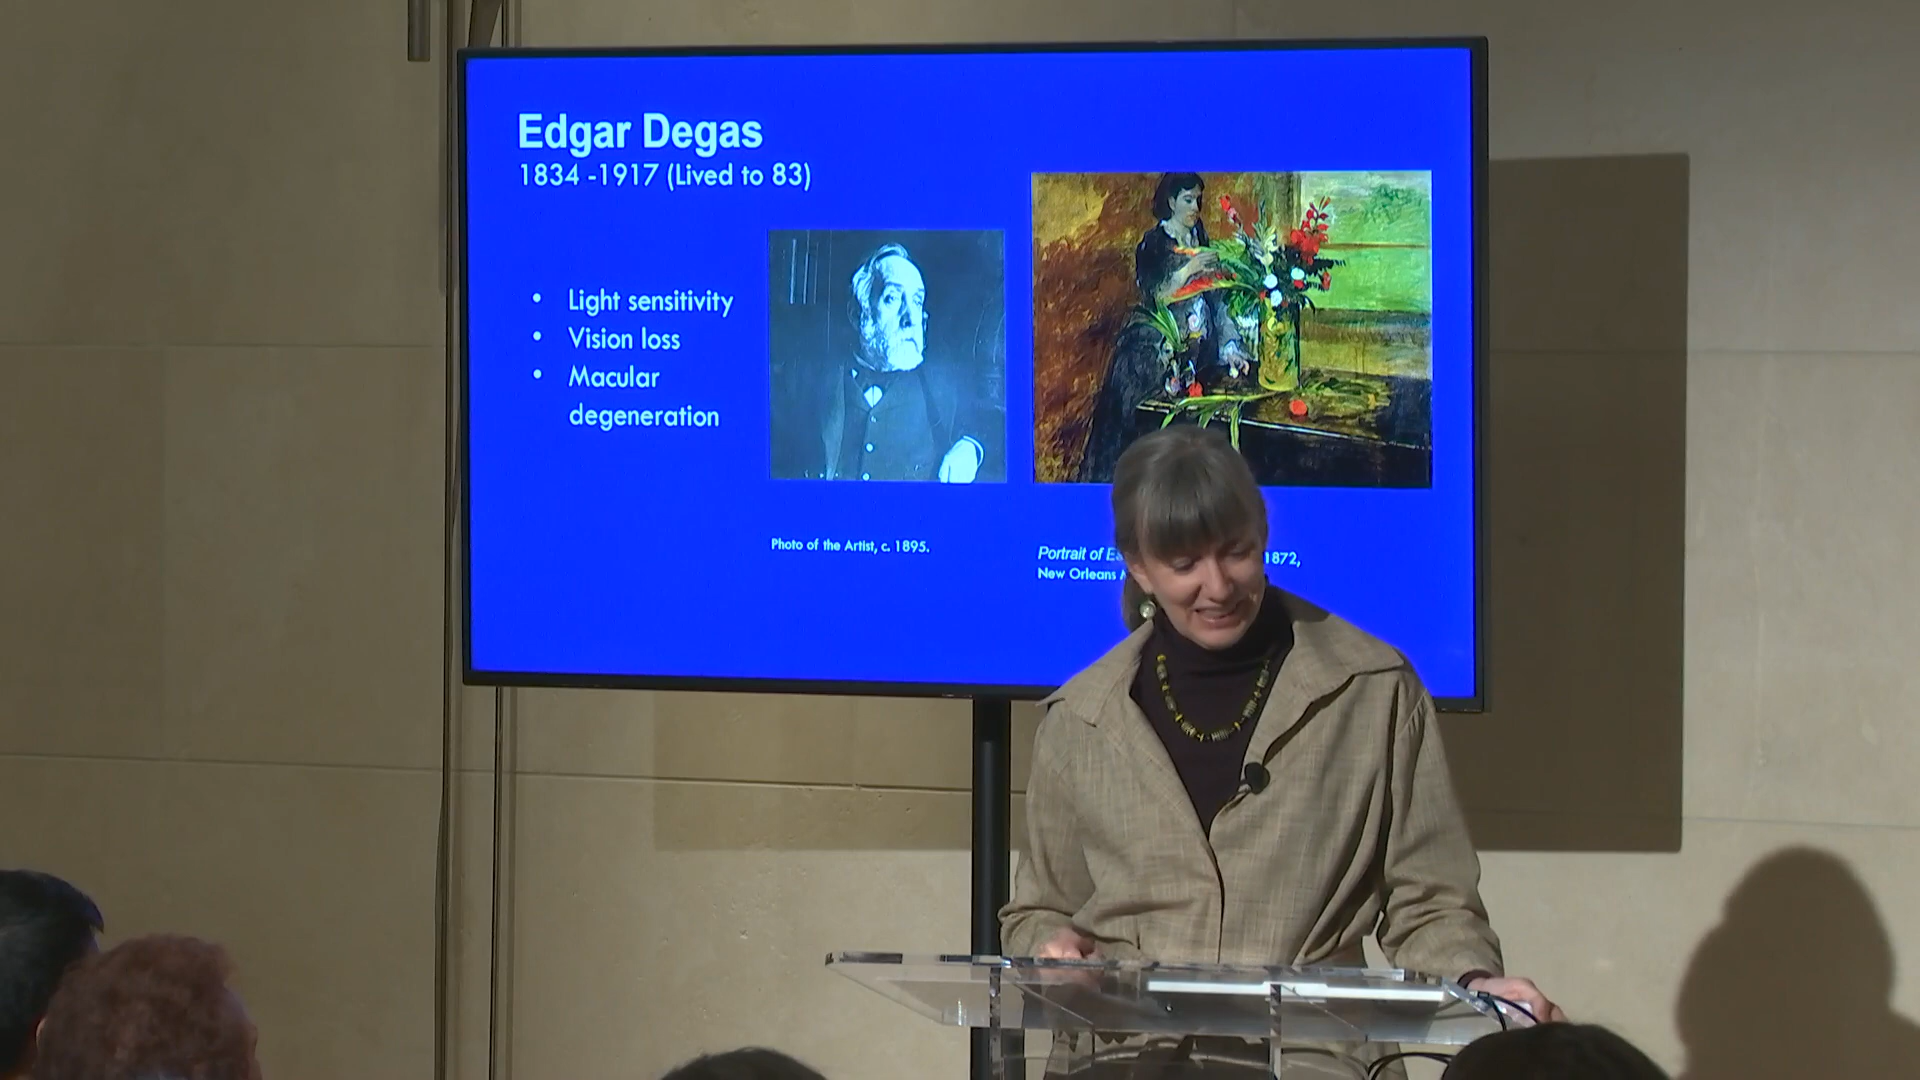 Edgar Degas
1834 -1917 (Lived to 83)
• Light sensitivity
• Vision loss
• Macular
degeneration
Photo of the Artist, c. 1895.
Portrait of 1872,
New Orleans